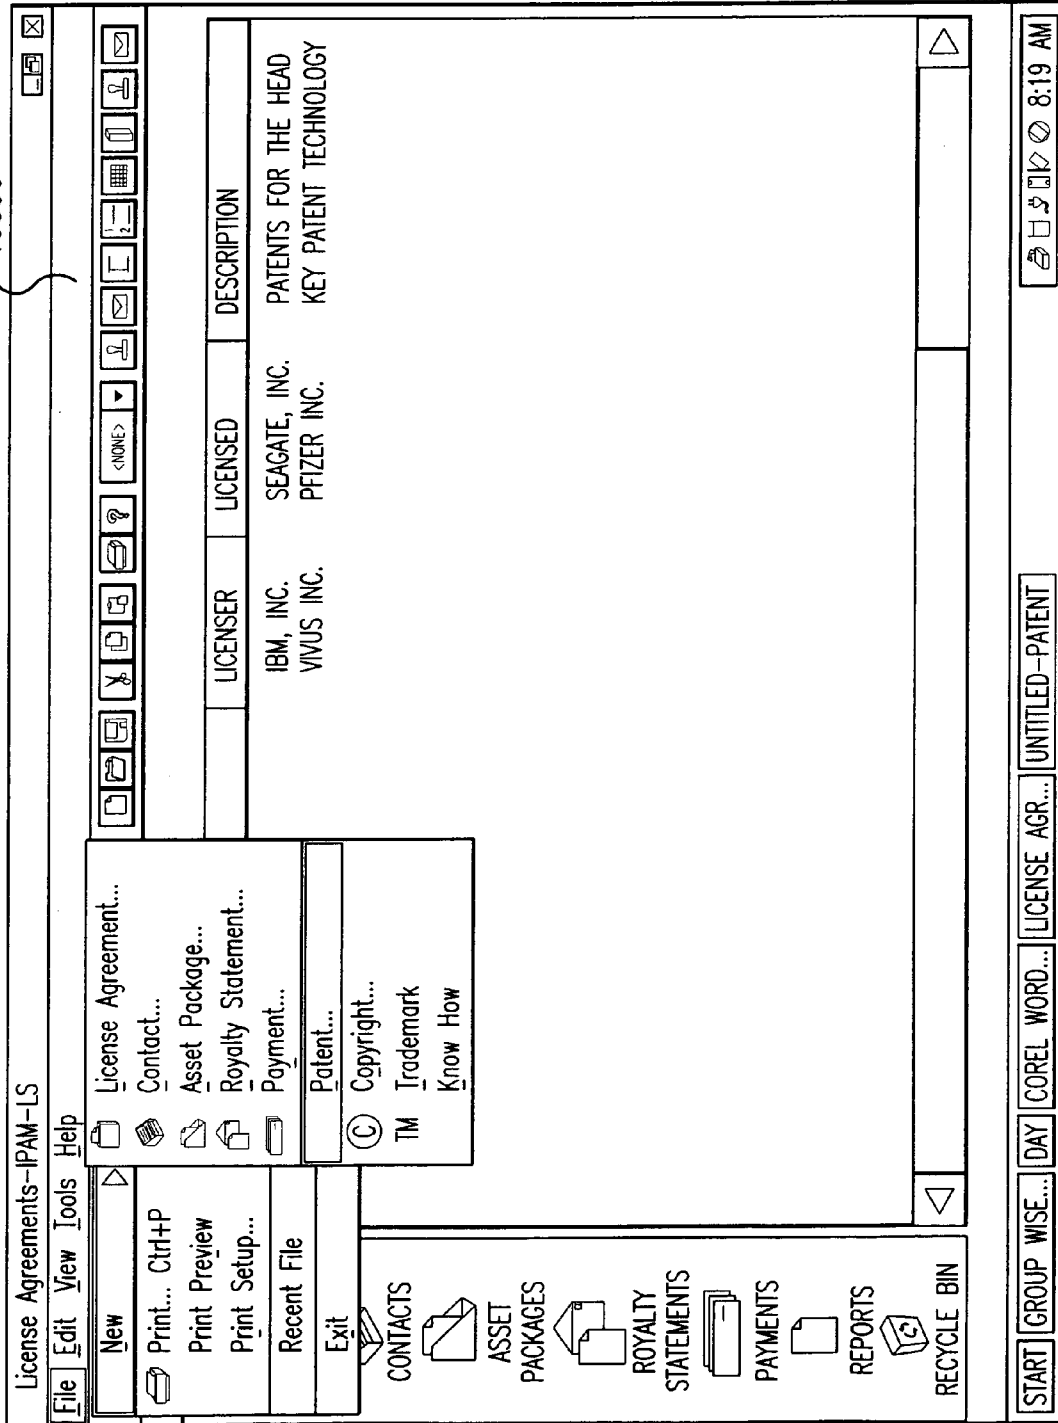 License Agreements-IPAM-LS
File Edit View Tools Help
<NONE>
New
Print... Ctrl+P
Print Preview
Print Setup...
Recent File
Exit
License Agreement...
Contact...
Asset Package...
Royalty Statement...
Payment...
Patent...
© Copyright...
TM Trademark
Know How
LICENSER LICENSED DESCRIPTION
IBM, INC. SEAGATE, INC. PATENTS FOR THE HEAD
VIVUS INC. PFIZER INC. KEY PATENT TECHNOLOGY
CONTACTS
ASSET
PACKAGES
ROYALTY
STATEMENTS
PAYMENTS
REPORTS
RECYCLE BIN
START GROUP WISE... DAY COREL WORD... LICENSE AGR... UNTITLED-PATENT 8:19 AM